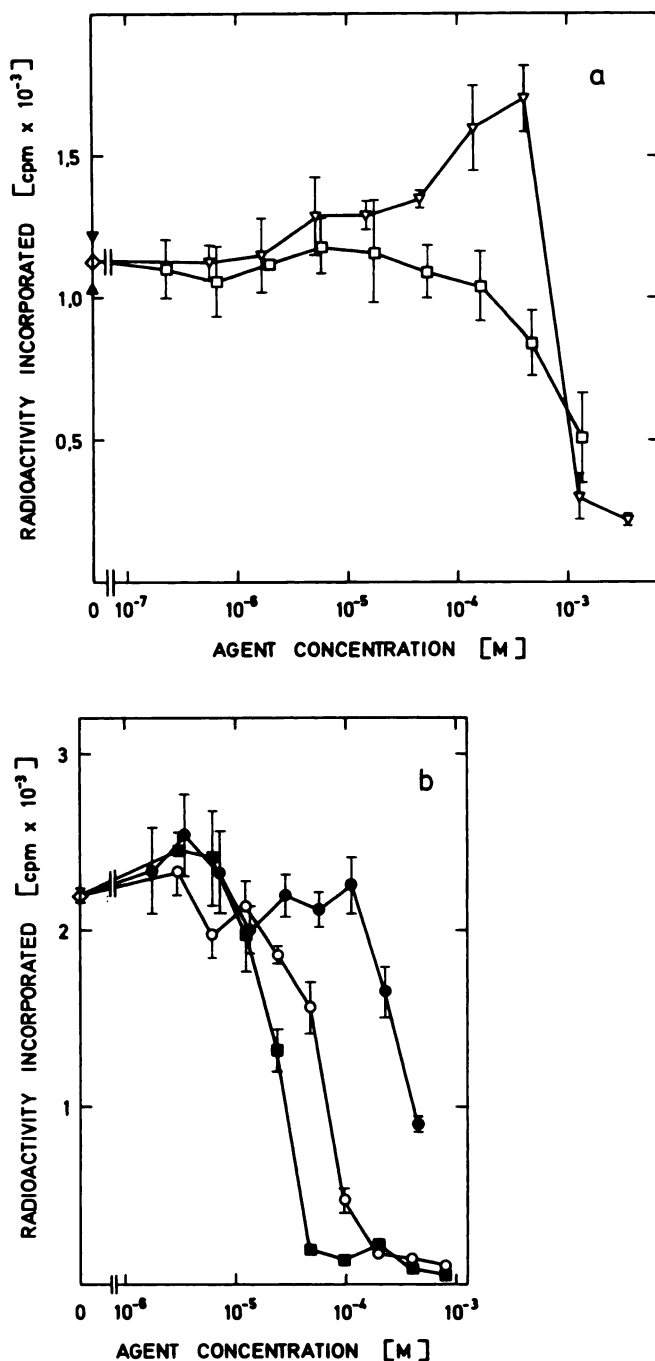 a
RADIOACTIVITY INCORPORATED [cpm x 10⁻³]
1,5
1,0
0,5
0 10⁻⁷ 10⁻⁶ 10⁻⁵ 10⁻⁴ 10⁻³
AGENT CONCENTRATION [M]
b
RADIOACTIVITY INCORPORATED [cpm x 10⁻³]
3
2
1
0 10⁻⁶ 10⁻⁵ 10⁻⁴ 10⁻³
AGENT CONCENTRATION [M]